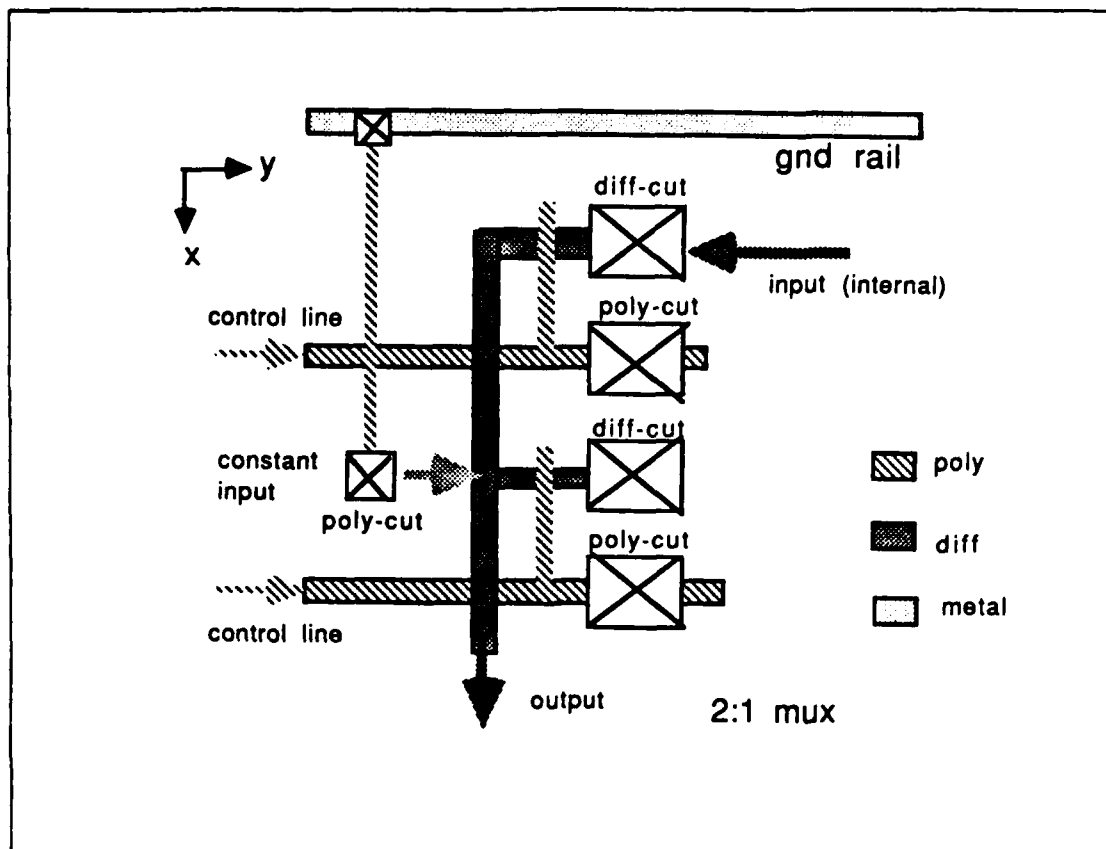 gnd rail
y
x
diff-cut
input (internal)
control line
poly-cut
diff-cut
constant
input
poly-cut
poly
poly-cut
diff
control line
metal
output
2:1 mux